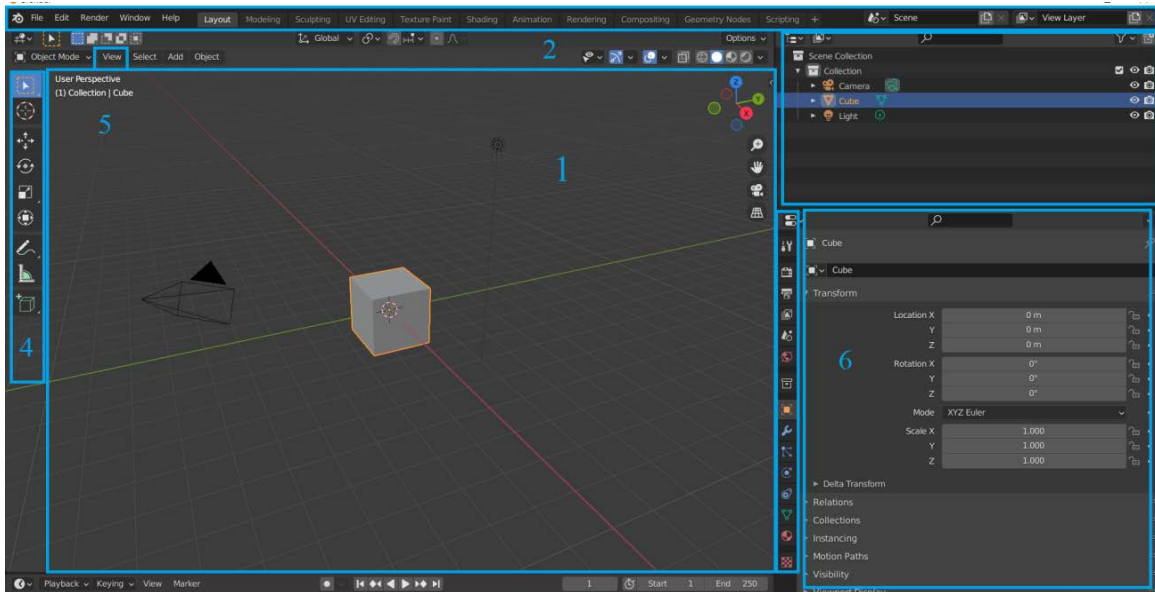 File Edit Render Window Help Layout Modeling Sculpting UV Editing Texture Paint Shading Animation Rendering Compositing Geometry Nodes Scripting + Scene View Layer
Global Options
2
Object Mode View Select Add Object
User Perspective
(1) Collection | Cube
5
1
4
X
Y
Z
Scene Collection
Collection
Camera
Cube
Light
Cube
Cube
Transform
Location X 0 m
Y 0 m
Z 0 m
6
Rotation X 0°
Y 0°
Z 0°
Mode XYZ Euler
Scale X 1.000
Y 1.000
Z 1.000
Delta Transform
Relations
Collections
Instancing
Motion Paths
Visibility
Viewport Display
Playback Keying View Marker 1 Start 1 End 250